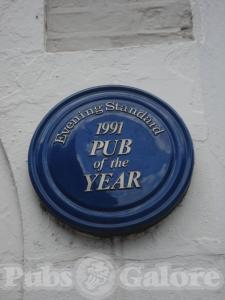 Evening Standard
1991
PUB
of the
YEAR
Pubs Galore